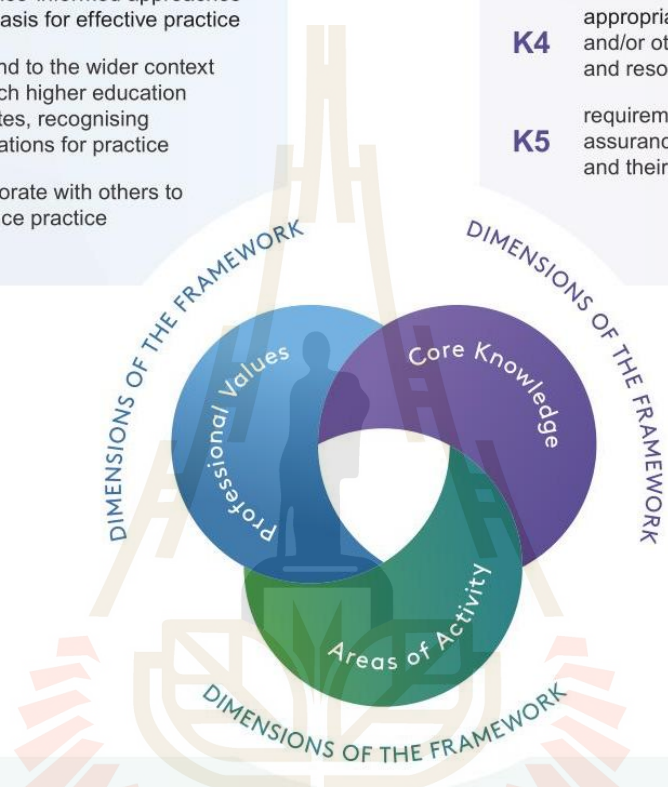 asis for effective practice
nd to the wider context
ch higher education
tes, recognising
ations for practice
orate with others to
ce practice
K4
appropria
and/or ot
and reso
K5
requirem
assuranc
and their
DIMENSIONS OF THE FRAMEWORK
DIMENSIONS OF THE FRAMEWORK
Professional Values
Core Knowledge
Areas of Activity
DIMENSIONS OF THE FRAMEWORK